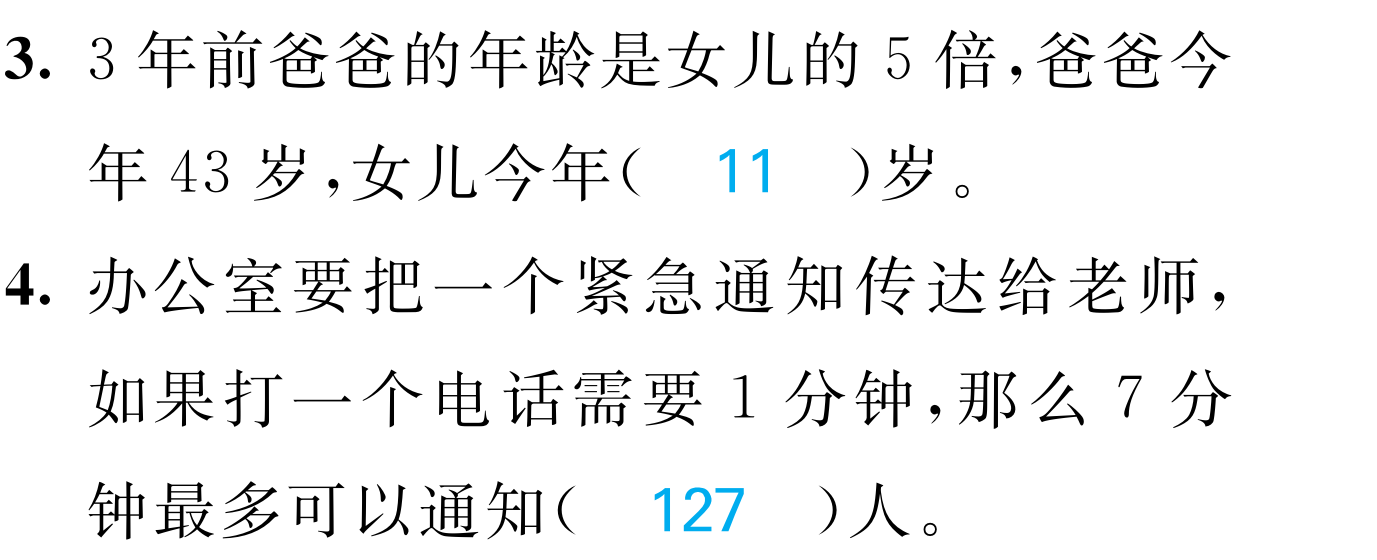 3. 3 年前爸爸的年龄是女儿的 5 倍,爸爸今
年 43 岁,女儿今年( 11 )岁。
4. 办公室要把一个紧急通知传达给老师,
如果打一个电话需要 1 分钟,那么 7 分
钟最多可以通知( 127 )人。